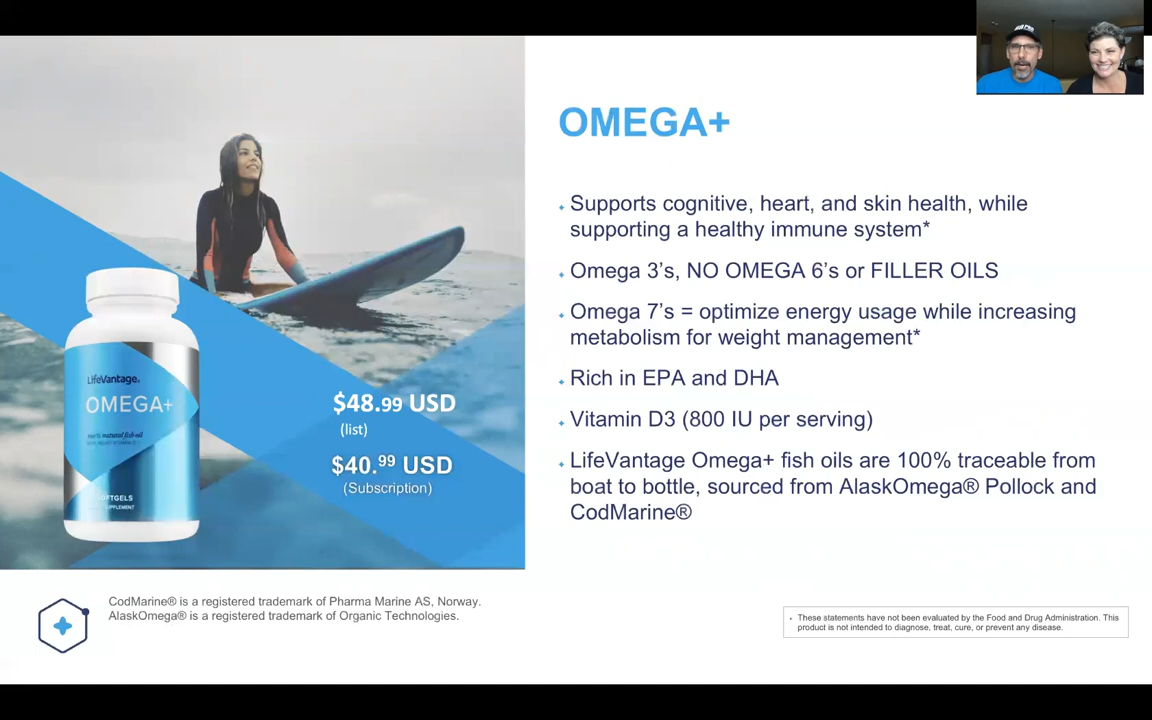 OMEGA+
Supports cognitive, heart, and skin health, while
supporting a healthy immune system*
Omega 3's, NO OMEGA 6's or FILLER OILS
Omega 7's = optimize energy usage while increasing
metabolism for weight management*
Rich in EPA and DHA
Vitamin D3 (800 IU per serving)
LifeVantage Omega+ fish oils are 100% traceable from
boat to bottle, sourced from AlaskOmega® Pollock and
CodMarine®
LifeVantage®
OMEGA+
100% natural fish oil
SOFTGELS
SUPPLEMENT
$48.99 USD
(list)
$40.99 USD
(Subscription)
CodMarine® is a registered trademark of Pharma Marine AS, Norway.
AlaskOmega® is a registered trademark of Organic Technologies.
These statements have not been evaluated by the Food and Drug Administration. This
product is not intended to diagnose, treat, cure, or prevent any disease.